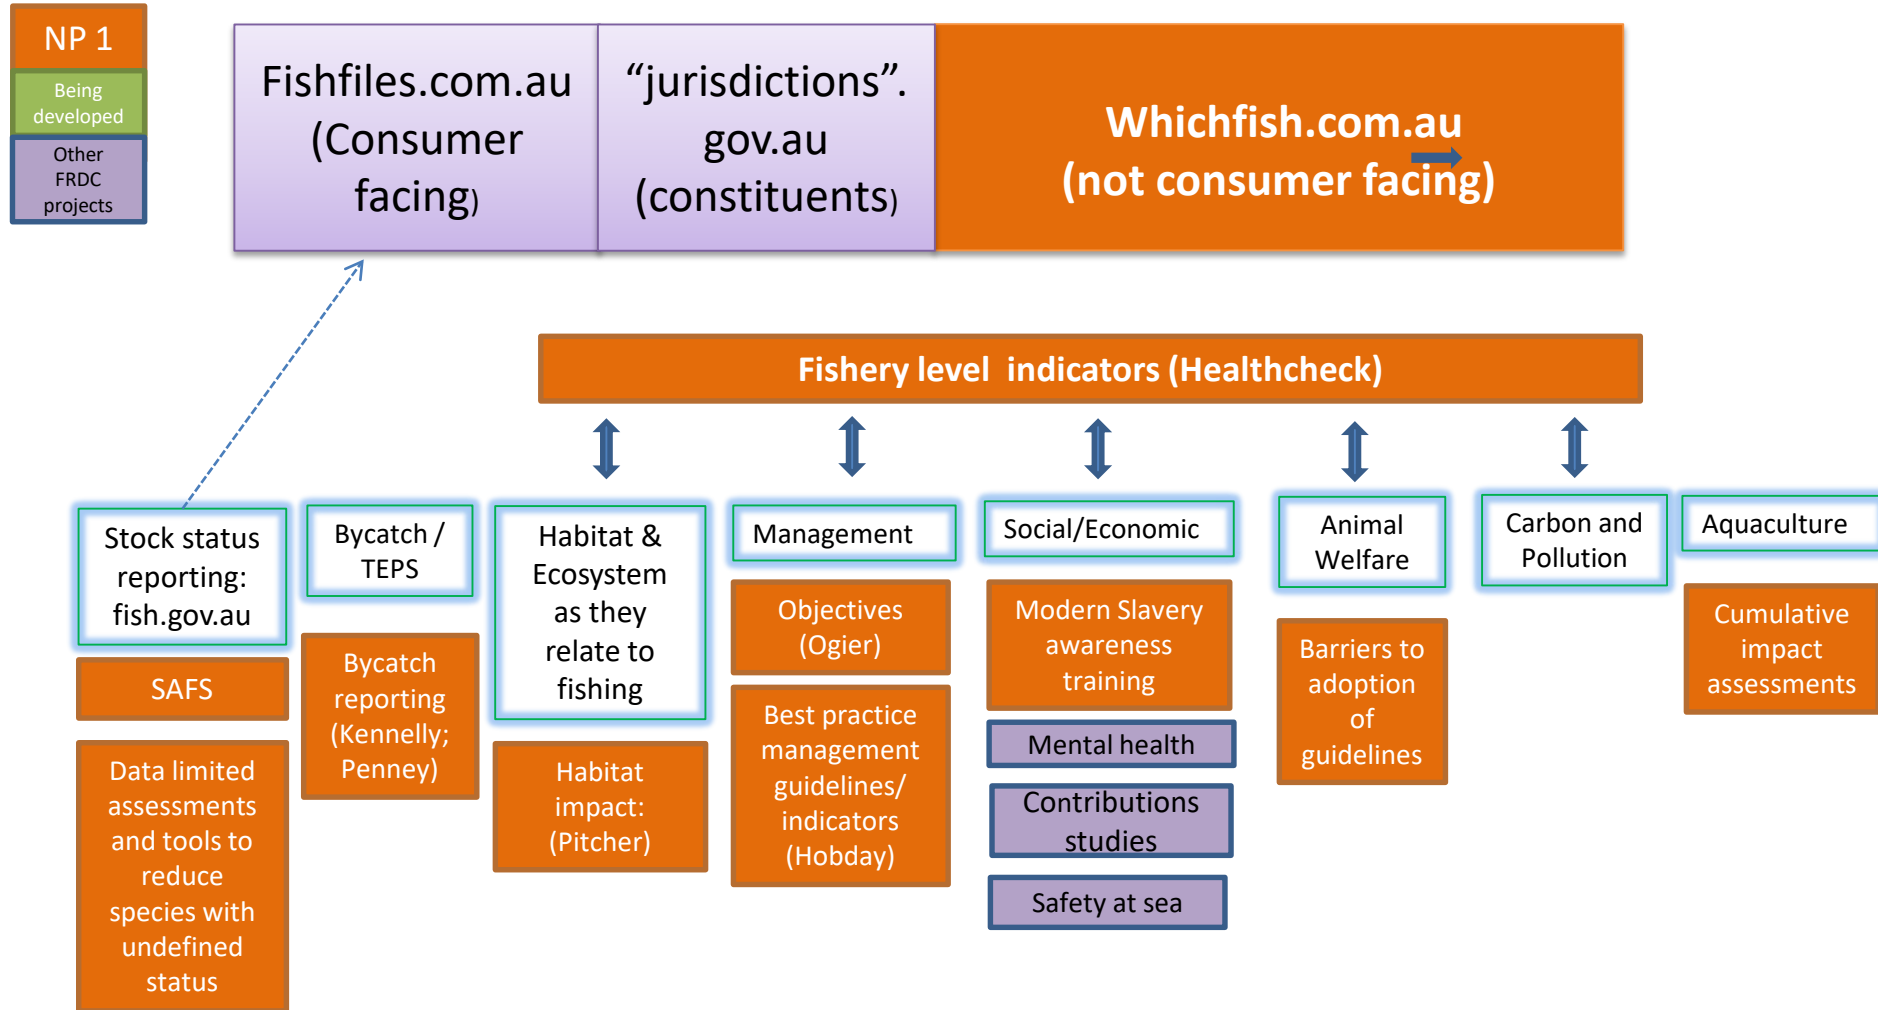 NP 1
Being
developed
Other
FRDC
projects
Fishfiles.com.au
(Consumer
facing)
“jurisdictions”.
gov.au
(constituents)
Whichfish.com.au
(not consumer facing)
Fishery level  indicators (Healthcheck)
Stock status
reporting:
fish.gov.au
SAFS
Data limited
assessments
and tools to
reduce
species with
undefined
status
Bycatch /
TEPS
Bycatch
reporting
(Kennelly;
Penney)
Habitat &
Ecosystem
as they
relate to
fishing
Habitat
impact:
(Pitcher)
Management
Objectives
(Ogier)
Best practice
management
guidelines/
indicators
(Hobday)
Social/Economic
Modern Slavery
awareness
training
Mental health
Contributions
studies
Safety at sea
Animal
Welfare
Barriers to
adoption
of
guidelines
Carbon and
Pollution
Aquaculture
Cumulative
impact
assessments